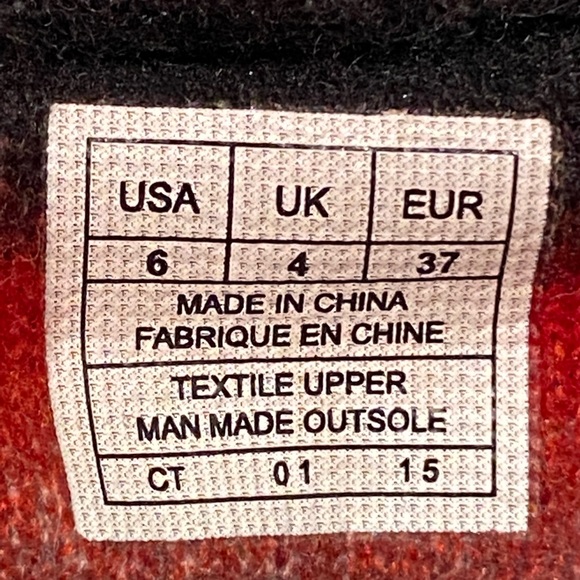 USA UK EUR
6 4 37
MADE IN CHINA
FABRIQUE EN CHINE
TEXTILE UPPER
MAN MADE OUTSOLE
CT 01 15